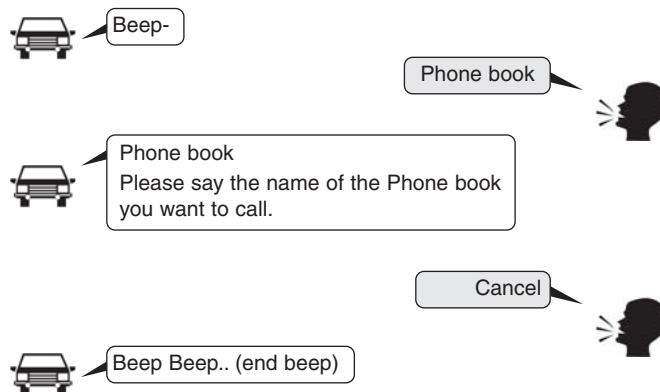 Beep-
Phone book
Phone book
Please say the name of the Phone book
you want to call.
Cancel
Beep Beep.. (end beep)